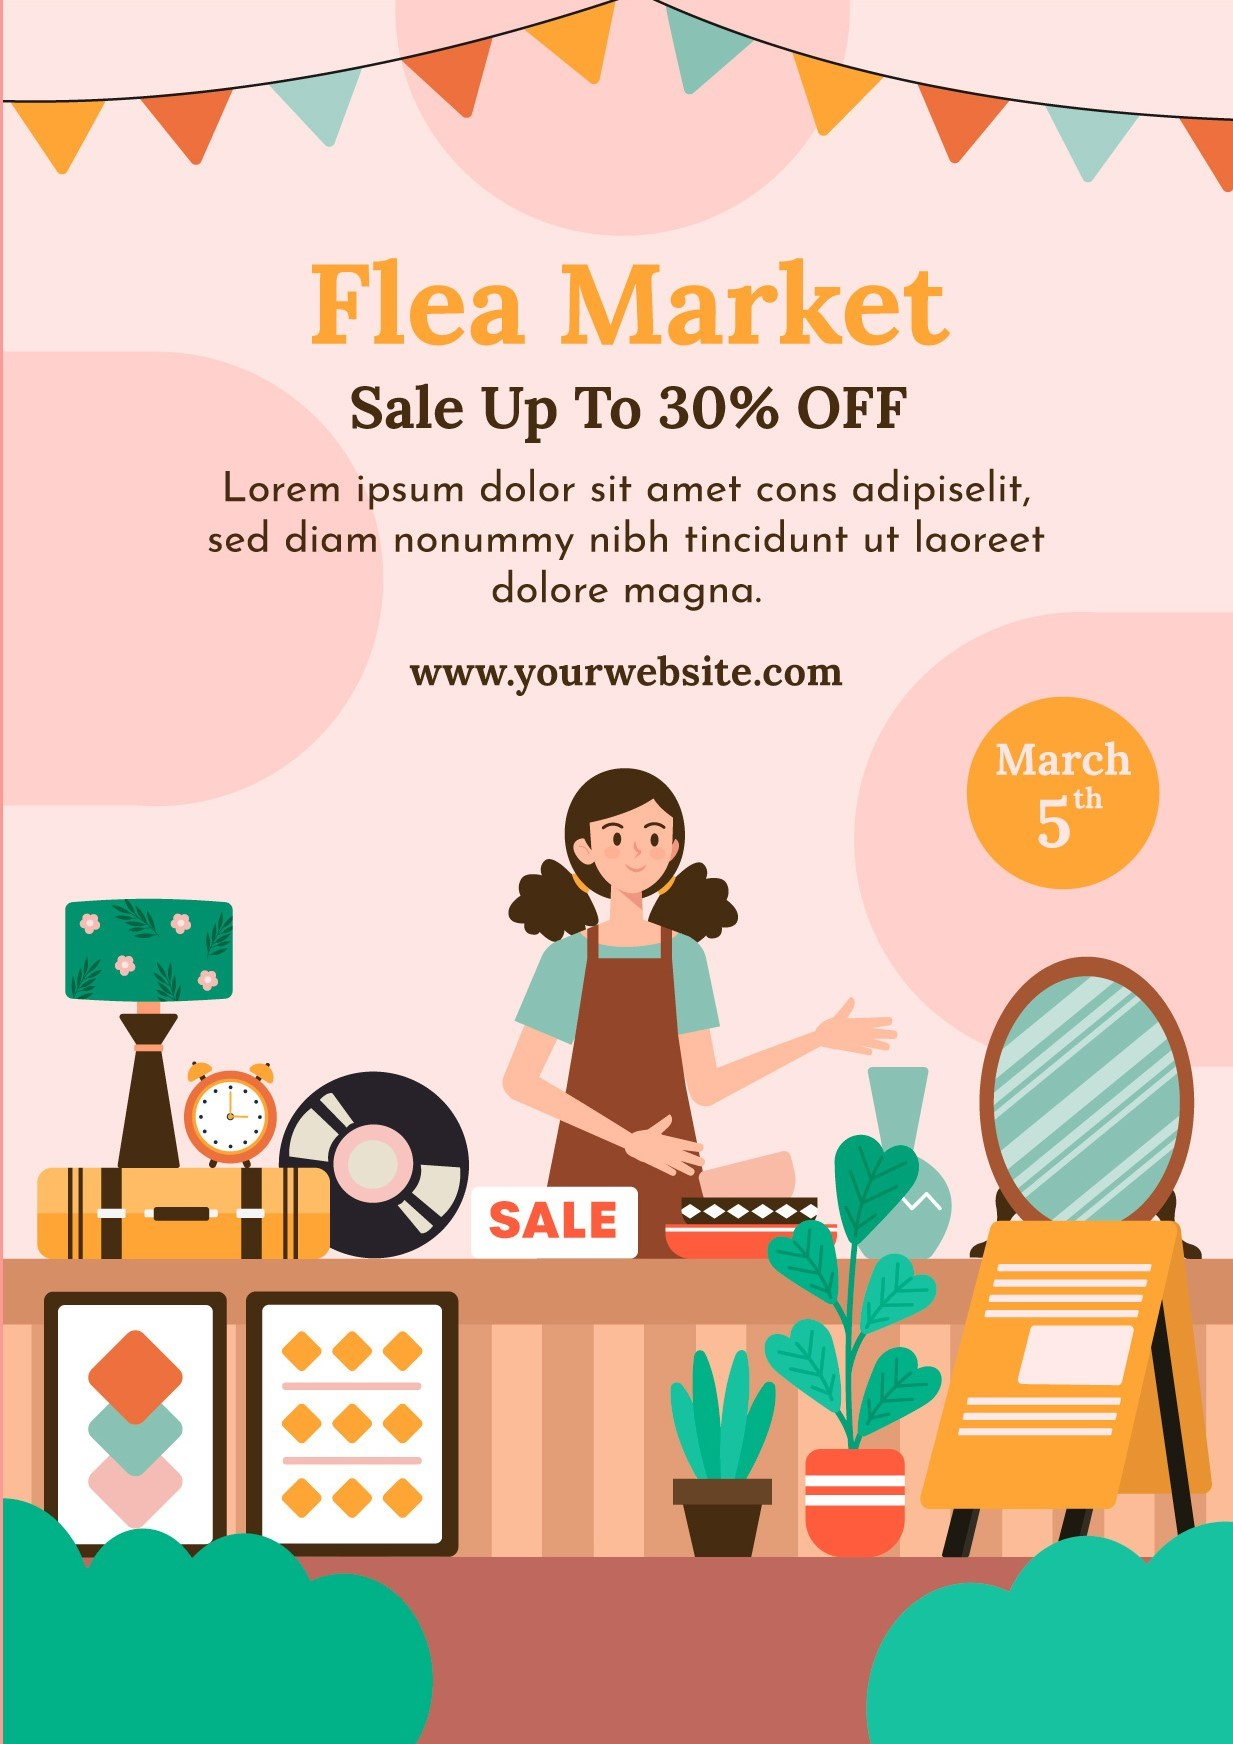 Flea Market
Sale Up To 30% OFF
Lorem ipsum dolor sit amet cons adipiselit,
sed diam nonummy nibh tincidunt ut laoreet
dolore magna.
www.yourwebsite.com
March
5th
SALE